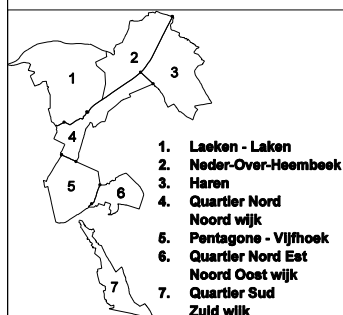 1
2
3
4
5
6
7
1. Laeken - Laken
2. Neder-Over-Heembeek
3. Haren
4. Quartier Nord
Noord wijk
5. Pentagone - Vijfhoek
6. Quartier Nord Est
Noord Oost wijk
7. Quartier Sud
Zuid wijk